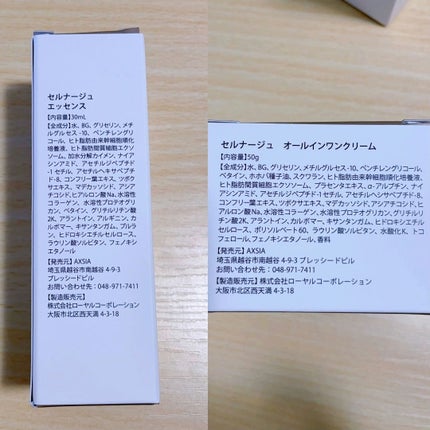 セルナージュ
エッセンス
【内容量】30mL
【全成分】水、BG、グリセリン、メチ
ルグルセス-10、ペンチレングリ
コール、ヒト脂肪由来幹細胞順化培
養液、ヒト脂肪間質細胞エクソ
ソーム、加水分解カイメン、ナイア
シンアミド、アセチルジペプチド
-1セチル、アセチルヘキサペプチド
-8、コンフリー葉エキス、ツボク
サエキス、マデカッソシド、アシア
チコシド、ヒアルロン酸Na、水溶性
コラーゲン、水溶性プロテオグリ
カン、ベタイン、グリチルリチン酸
2K、アラントイン、アルギニン、カ
ルボマー、キサンタンガム、プルラ
ン、ヒドロキシエチルセルロース、
ラウリン酸ソルビタン、フェノキシ
エタノール
【発売元】AXSIA
埼玉県越谷市南越谷 4-9-3
ブレッシードビル
お問い合わせ先：048-971-7411
【製造販売元】
株式会社ローヤルコーポレーション
大阪市北区西天満 4-3-18
セルナージュ オールインワンクリーム
【内容量】50g
【全成分】水、BG、グリセリン、メチルグルセス-10、ペンチレングリコール、
ベタイン、ホホバ種子油、スクワラン、ヒト脂肪由来幹細胞順化培養液、
ヒト脂肪間質細胞エクソソーム、プラセンタエキス、α-アルブチン、ナイ
アシンアミド、アセチルジペプチド-1セチル、アセチルヘキサペプチド-8、
コンフリー葉エキス、ツボクサエキス、マデカッソシド、アシアチコシド、ヒ
アルロン酸Na、水溶性コラーゲン、水溶性プロテオグリカン、グリチルリ
チン酸2K、アラントイン、カルボマー、キサンタンガム、ヒドロキシエチル
セルロース、ポリソルベート60、ラウリン酸ソルビタン、水酸化K、トコ
フェロール、フェノキシエタノール、香料
【発売元】AXSIA
埼玉県越谷市南越谷 4-9-3 ブレッシードビル
お問い合わせ先：048-971-7411
【製造販売元】株式会社ローヤルコーポレーション
大阪市北区西天満 4-3-18